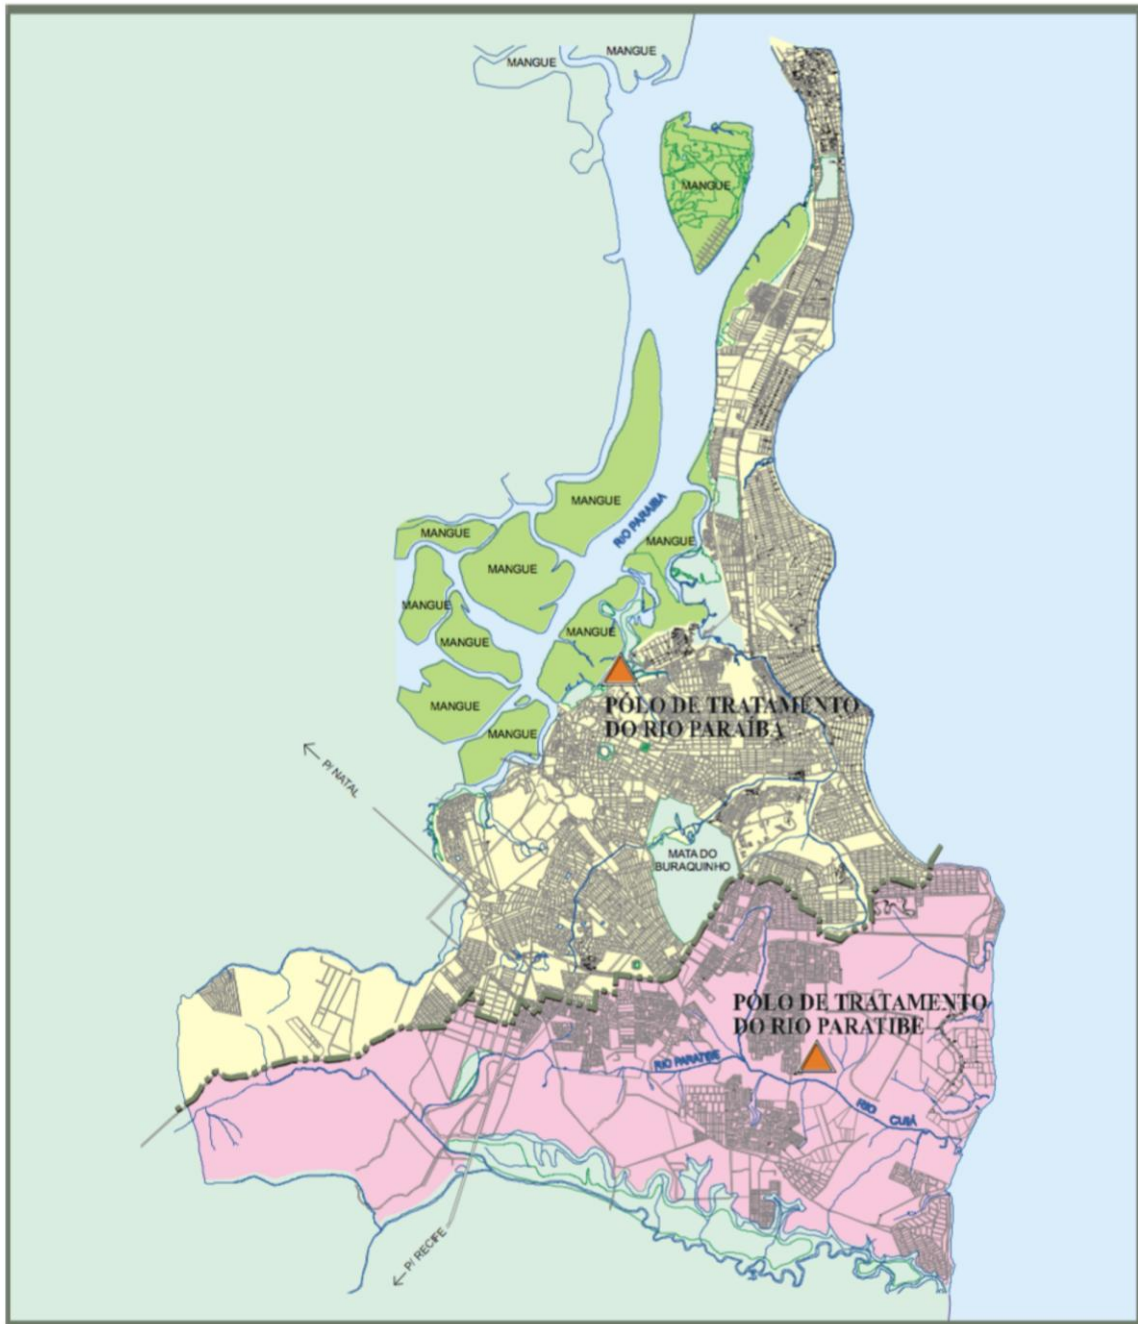 MANGUE
MANGUE
MANGUE
MANGUE
RIO PARAÍBA
MANGUE
MANGUE
MANGUE
MANGUE
MANGUE
MANGUE
MANGUE
MANGUE
PÓLO DE TRATAMENTO
DO RIO PARAÍBA
MANGUE
P/ NATAL
MATA DO
BURAQUINHO
PÓLO DE TRATAMENTO
DO RIO PARATIBE
RIO PARATIBE
RIO CUIÁ
P/ RECIFE